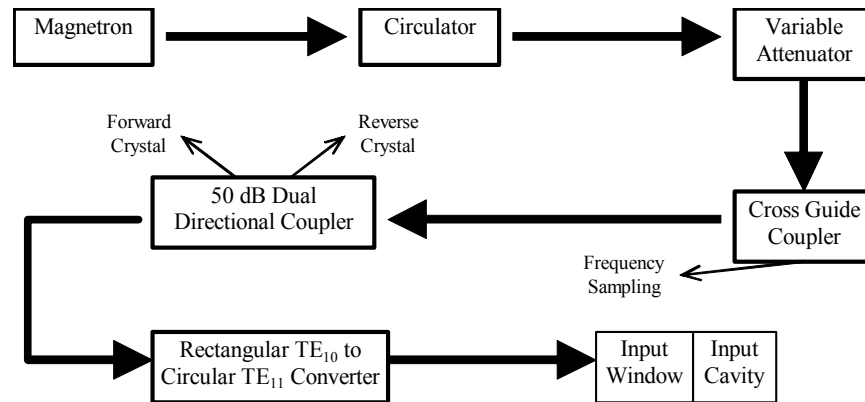 Magnetron
Circulator
Variable
Attenuator
Forward
Crystal
Reverse
Crystal
50 dB Dual
Directional Coupler
Cross Guide
Coupler
Frequency
Sampling
Rectangular TE₁₀ to
Circular TE₁₁ Converter
Input
Window
Input
Cavity